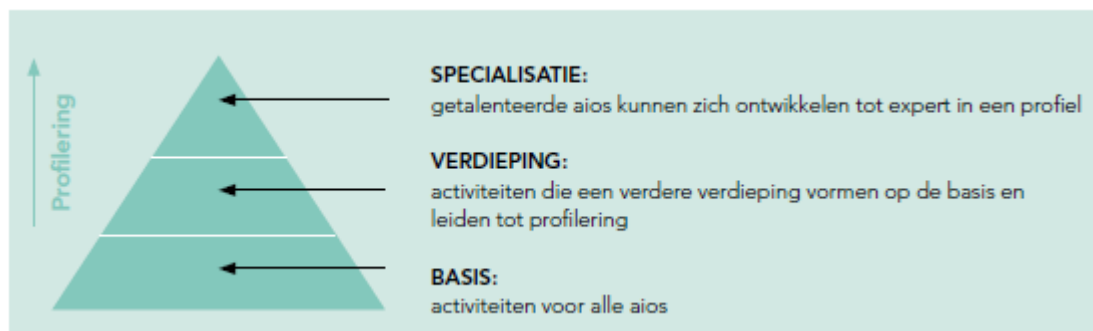 Profilering
SPECIALISATIE:
getalenteerde aios kunnen zich ontwikkelen tot expert in een profiel
VERDIEPING:
activiteiten die een verdere verdieping vormen op de basis en
leiden tot profilering
BASIS:
activiteiten voor alle aios